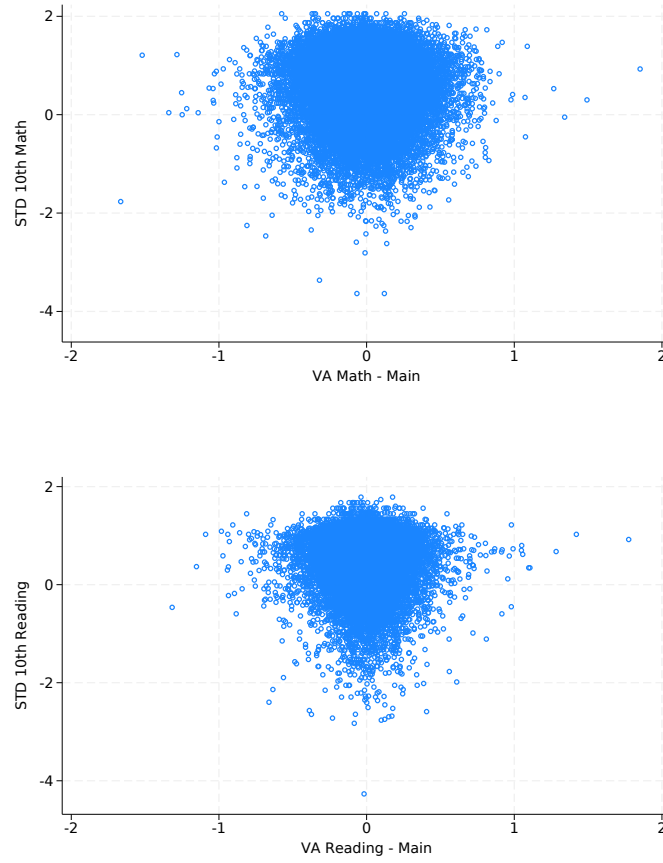 2
0
-2
-4
STD 10th Math
-2 -1 0 1 2
VA Math - Main
2
0
-2
-4
STD 10th Reading
-2 -1 0 1 2
VA Reading - Main